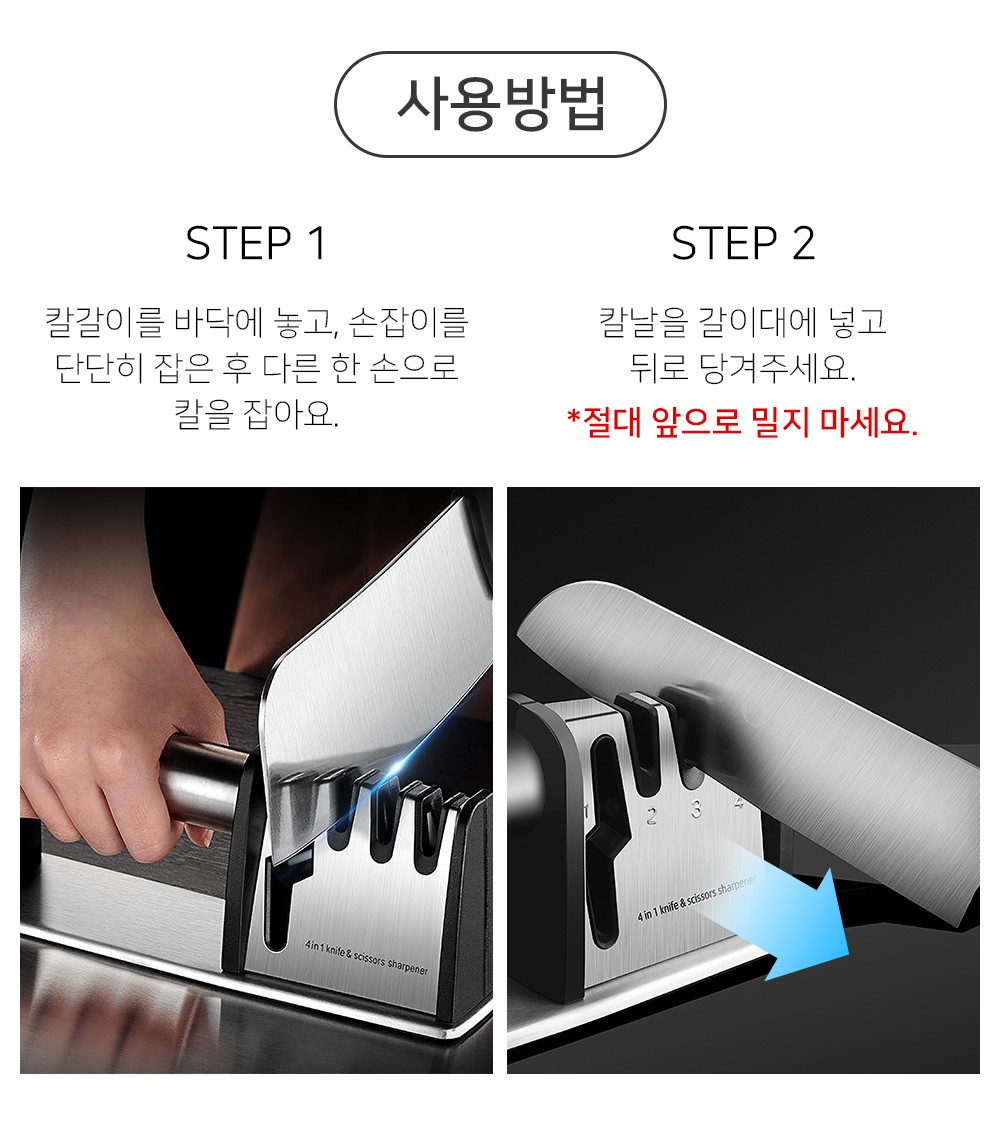 사용방법
STEP 1
칼갈이를 바닥에 놓고, 손잡이를
단단히 잡은 후 다른 한 손으로
칼을 잡아요.
STEP 2
칼날을 갈이대에 넣고
뒤로 당겨주세요.
*절대 앞으로 밀지 마세요.
4 in 1 knife & scissors sharpener
1 2 3 4
4 in 1 knife & scissors sharpener